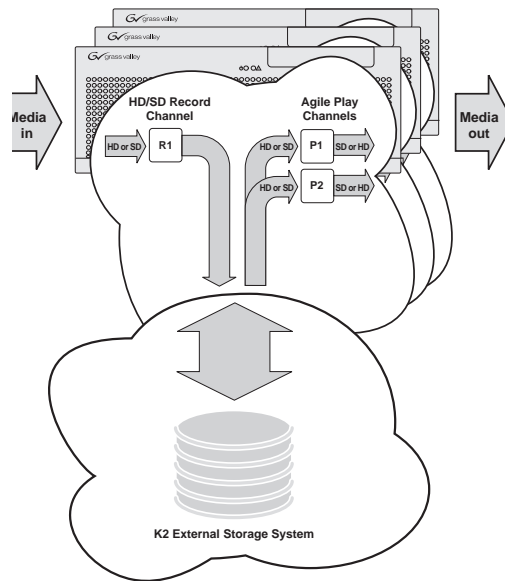 grass valley
grass valley
grass valley
HD/SD Record
Channel
Agile Play
Channels
Media
in
Media
out
HD or SD
R1
HD or SD
P1
SD or HD
HD or SD
P2
SD or HD
K2 External Storage System